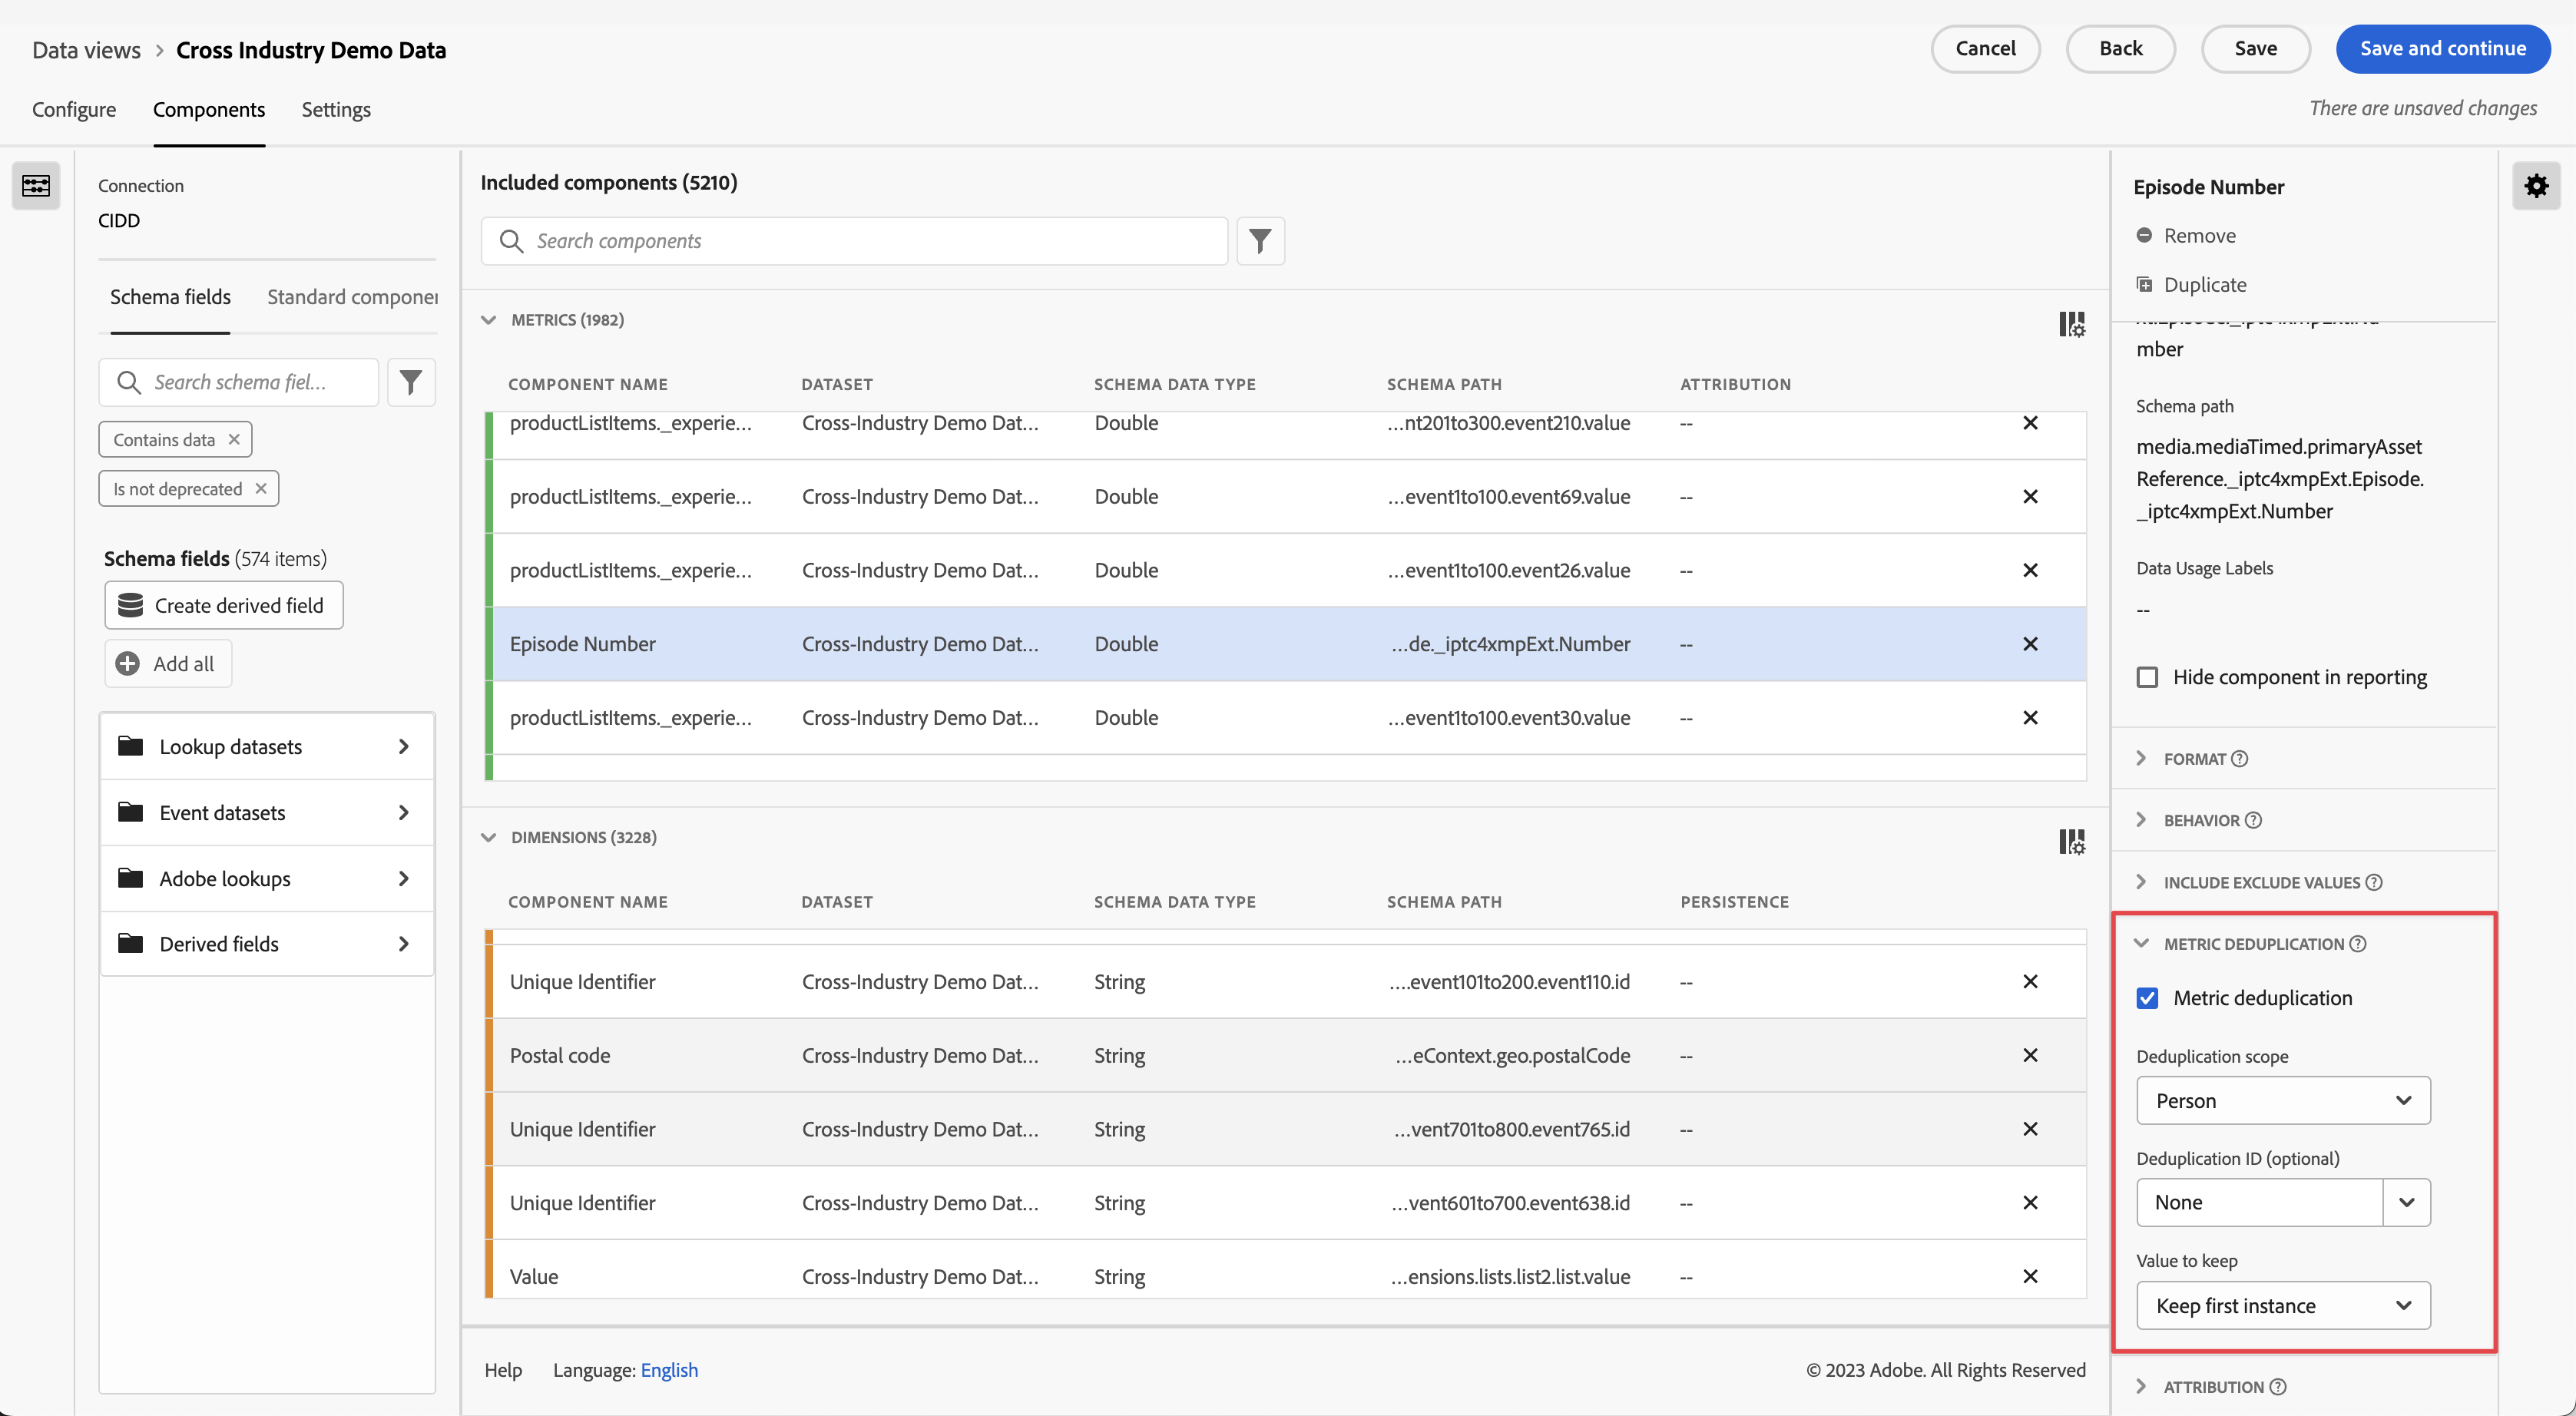 Data views > Cross Industry Demo Data
Cancel
Back
Save
Save and continue
Configure
Components
Settings
There are unsaved changes
Connection
CIDD
Schema fields
Standard componen
Search schema fiel...
Contains data
Is not deprecated
Schema fields (574 items)
Create derived field
Add all
Lookup datasets
Event datasets
Adobe lookups
Derived fields
Included components (5210)
Search components
METRICS (1982)
COMPONENT NAME DATASET SCHEMA DATA TYPE SCHEMA PATH ATTRIBUTION
productListItems._experie... Cross-Industry Demo Dat... Double ...nt201to300.event210.value --
productListItems._experie... Cross-Industry Demo Dat... Double ...event1to100.event69.value --
productListItems._experie... Cross-Industry Demo Dat... Double ...event1to100.event26.value --
Episode Number Cross-Industry Demo Dat... Double ...de._iptc4xmpExt.Number --
productListItems._experie... Cross-Industry Demo Dat... Double ...event1to100.event30.value --
DIMENSIONS (3228)
COMPONENT NAME DATASET SCHEMA DATA TYPE SCHEMA PATH PERSISTENCE
Unique Identifier Cross-Industry Demo Dat... String ....event101to200.event110.id --
Postal code Cross-Industry Demo Dat... String ...eContext.geo.postalCode --
Unique Identifier Cross-Industry Demo Dat... String ...vent701to800.event765.id --
Unique Identifier Cross-Industry Demo Dat... String ...vent601to700.event638.id --
Value Cross-Industry Demo Dat... String ...ensions.lists.list2.list.value --
Help Language: English © 2023 Adobe. All Rights Reserved
Episode Number
Remove
Duplicate
mber
Schema path
media.mediaTimed.primaryAsset
Reference._iptc4xmpExt.Episode.
_iptc4xmpExt.Number
Data Usage Labels
--
Hide component in reporting
FORMAT
BEHAVIOR
INCLUDE EXCLUDE VALUES
METRIC DEDUPLICATION
Metric deduplication
Deduplication scope
Person
Deduplication ID (optional)
None
Value to keep
Keep first instance
ATTRIBUTION